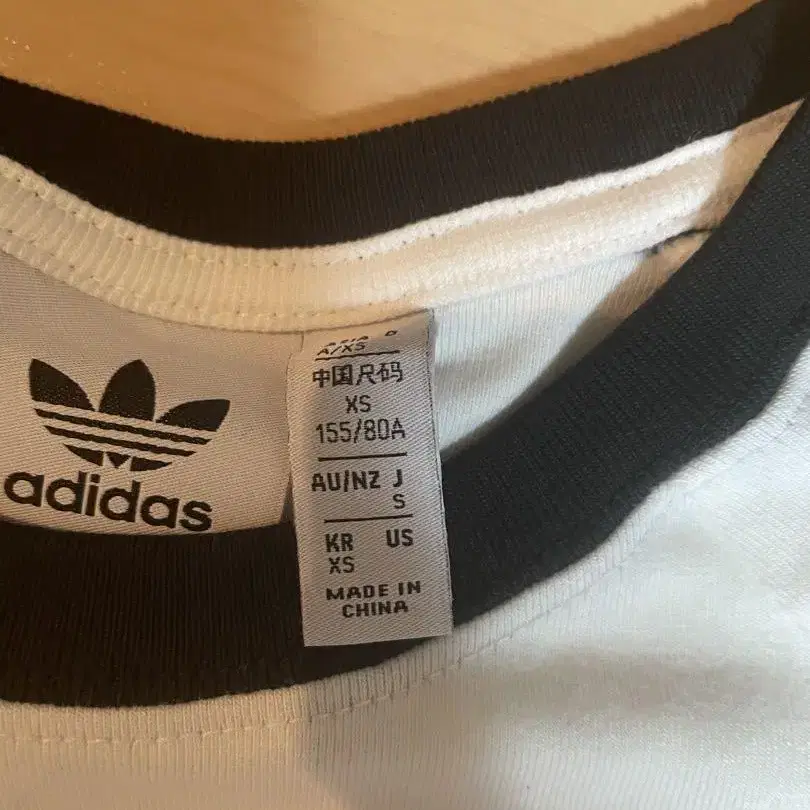 adidas
A/XS
中国尺码
XS
155/80A
AU/NZ J
S
KR US
XS
MADE IN
CHINA